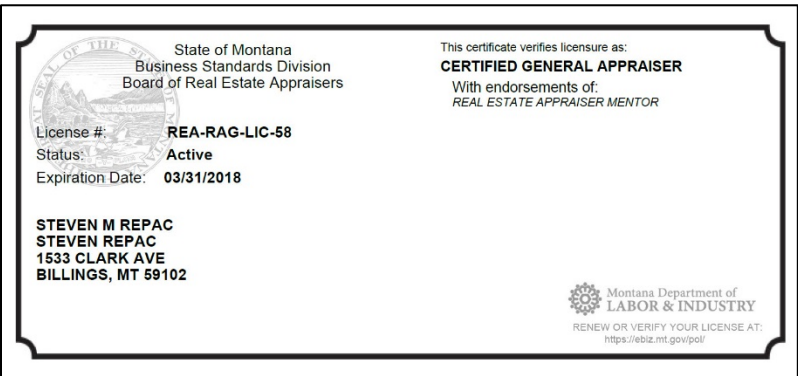 State of Montana
Business Standards Division
Board of Real Estate Appraisers
License #: REA-RAG-LIC-58
Status: Active
Expiration Date: 03/31/2018
STEVEN M REPAC
STEVEN REPAC
1533 CLARK AVE
BILLINGS, MT 59102
This certificate verifies licensure as:
CERTIFIED GENERAL APPRAISER
With endorsements of:
REAL ESTATE APPRAISER MENTOR
Montana Department of
LABOR & INDUSTRY
RENEW OR VERIFY YOUR LICENSE AT:
https://ebiz.mt.gov/pol/